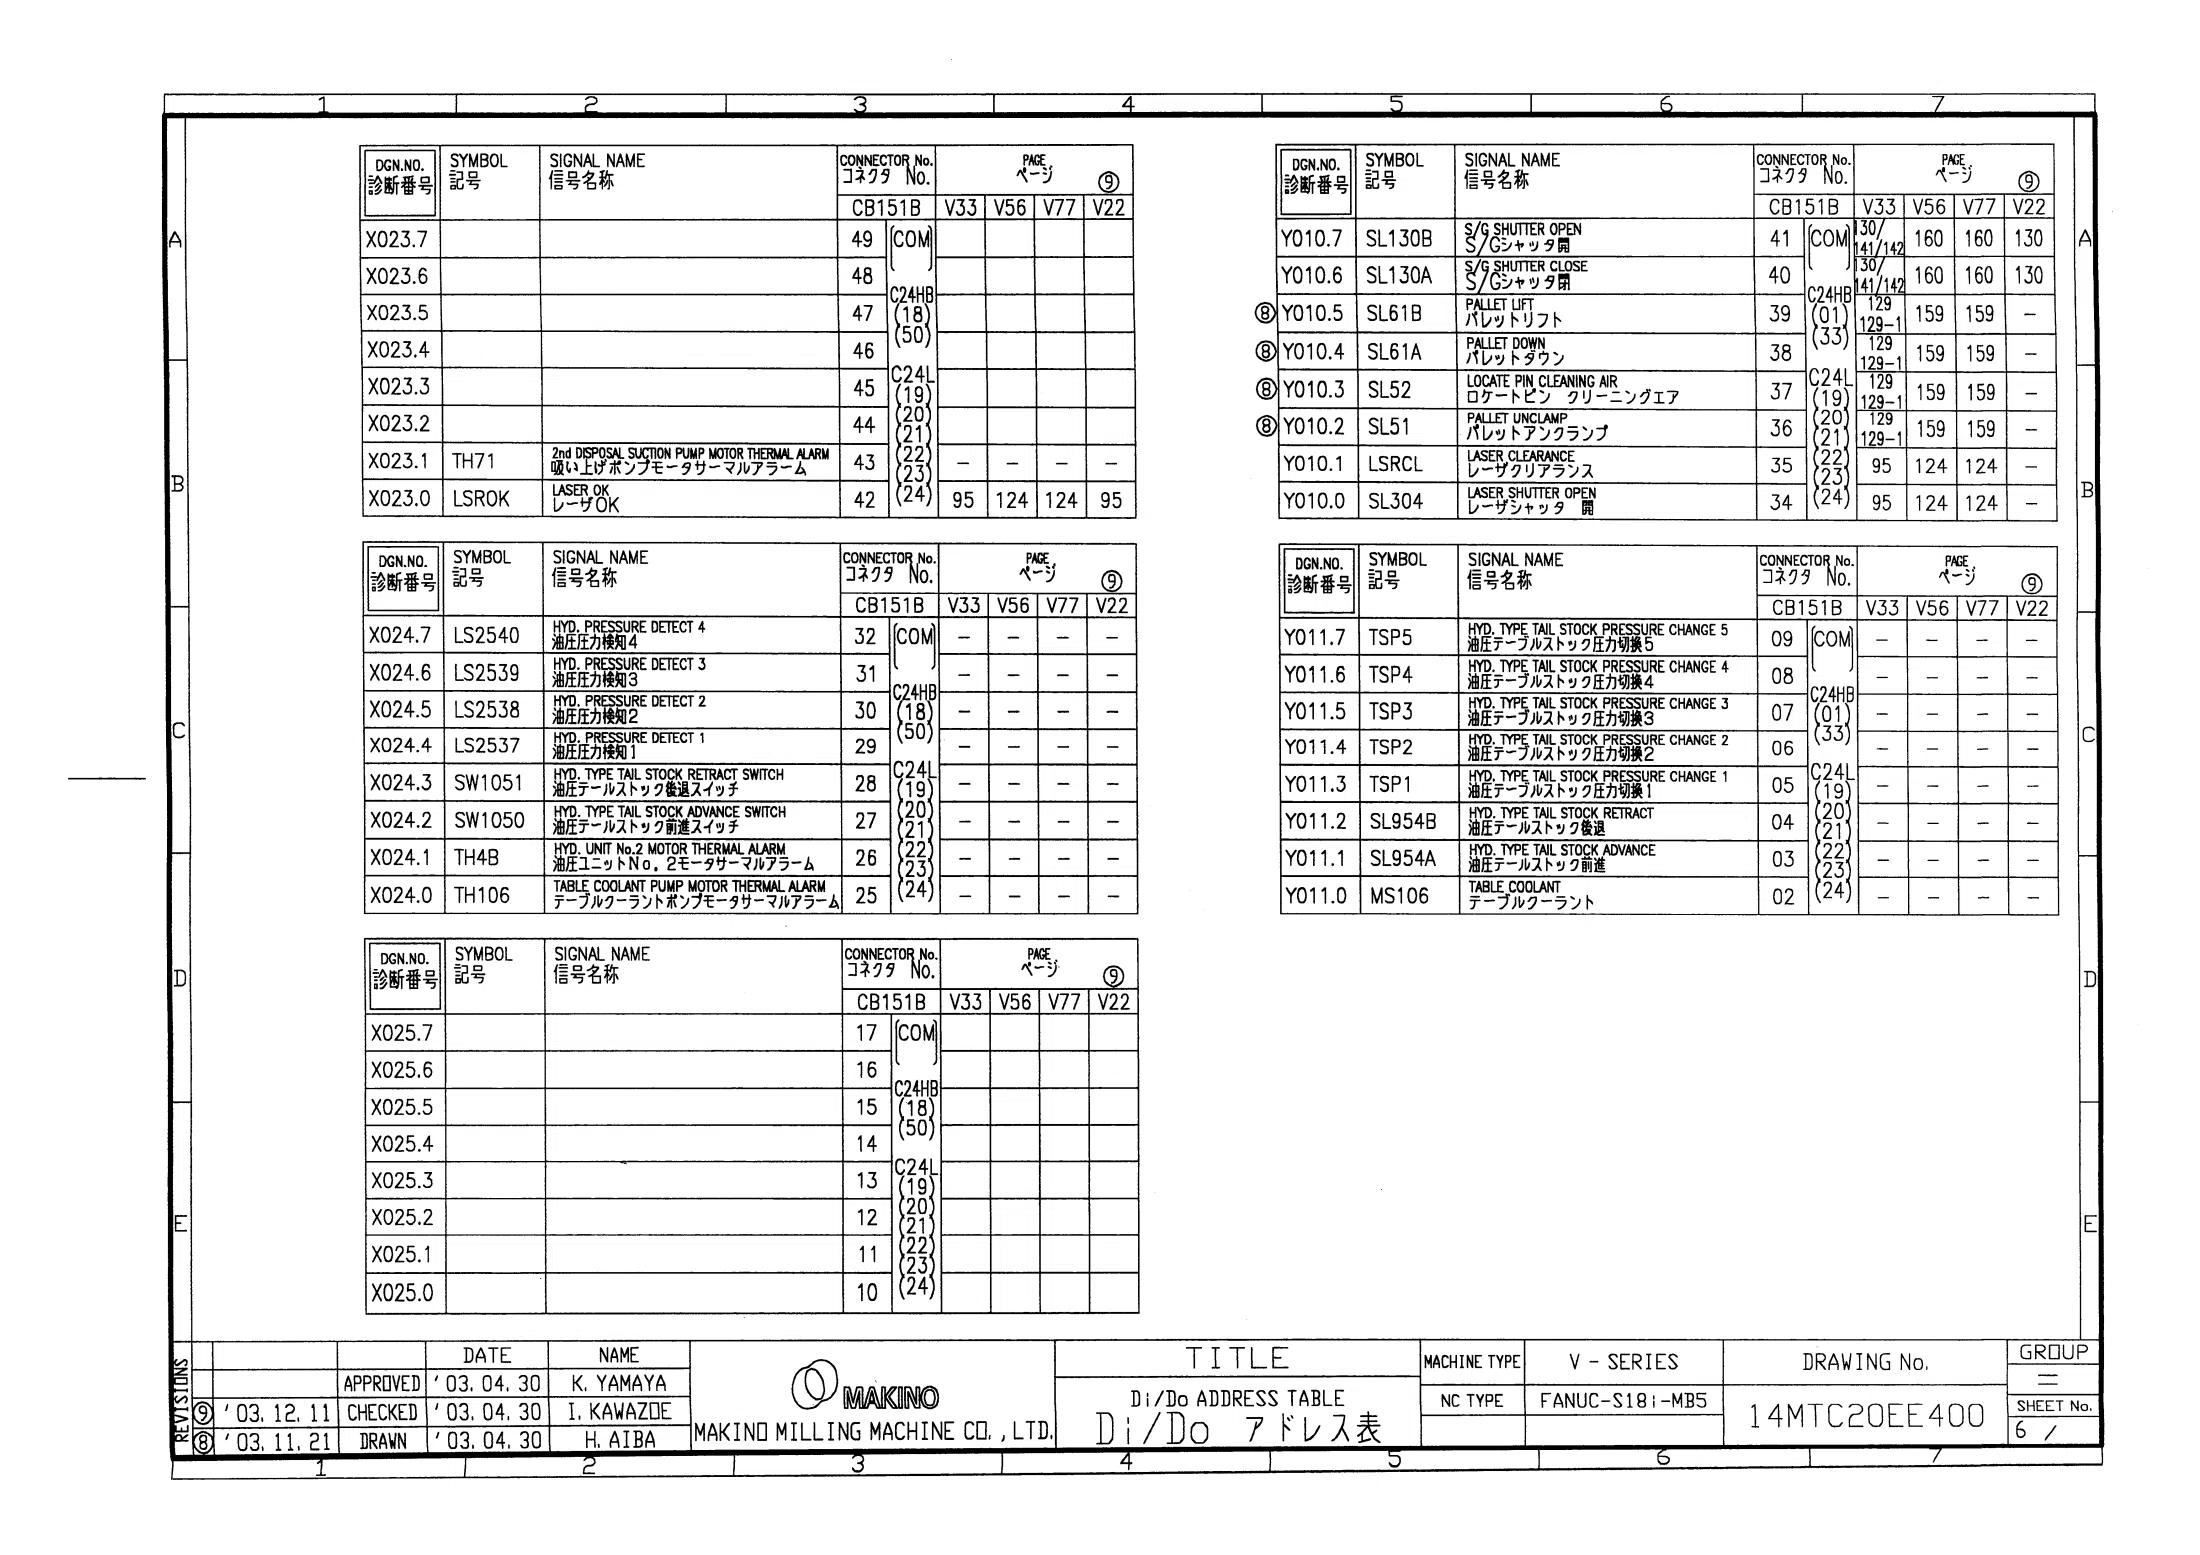 1 2 3 4 5 6 7
A
B
C
D
E
DGN.NO. 診断番号 SYMBOL 記号 SIGNAL NAME 信号名称 CONNECTOR No. コネクタ No. PAGE ページ ⑨
CB151B V33 V56 V77 V22
X023.7 49 (COM)
X023.6 48
C24HB
X023.5 47 (18)
(50)
X023.4 46
X023.3 45 C24L
(19)
X023.2 44 (20)
(21)
X023.1 TH71 2nd DISPOSAL SUCTION PUMP MOTOR THERMAL ALARM 43 (22) – – – –
吸い上げポンプモータサーマルアラーム (23)
X023.0 LSROK LASER OK 42 (24) 95 124 124 95
レーザOK
DGN.NO. 診断番号 SYMBOL 記号 SIGNAL NAME 信号名称 CONNECTOR No. コネクタ No. PAGE ページ ⑨
CB151B V33 V56 V77 V22
X024.7 LS2540 HYD. PRESSURE DETECT 4 32 (COM) – – – –
油圧圧力検知4
X024.6 LS2539 HYD. PRESSURE DETECT 3 31 – – – –
油圧圧力検知3
C24HB
X024.5 LS2538 HYD. PRESSURE DETECT 2 30 (18) – – – –
油圧圧力検知2 (50)
X024.4 LS2537 HYD. PRESSURE DETECT 1 29 – – – –
油圧圧力検知1
X024.3 SW1051 HYD. TYPE TAIL STOCK RETRACT SWITCH 28 C24L – – – –
油圧テールストック後退スイッチ (19)
X024.2 SW1050 HYD. TYPE TAIL STOCK ADVANCE SWITCH 27 (20) – – – –
油圧テールストック前進スイッチ (21)
X024.1 TH4B HYD. UNIT No.2 MOTOR THERMAL ALARM 26 (22) – – – –
油圧ユニットNo. 2モータサーマルアラーム (23)
X024.0 TH106 TABLE COOLANT PUMP MOTOR THERMAL ALARM 25 (24) – – – –
テーブルクーラントポンプモータサーマルアラーム
DGN.NO. 診断番号 SYMBOL 記号 SIGNAL NAME 信号名称 CONNECTOR No. コネクタ No. PAGE ページ ⑨
CB151B V33 V56 V77 V22
X025.7 17 (COM)
X025.6 16
C24HB
X025.5 15 (18)
(50)
X025.4 14
X025.3 13 C24L
(19)
X025.2 12 (20)
(21)
X025.1 11 (22)
(23)
X025.0 10 (24)
DGN.NO. 診断番号 SYMBOL 記号 SIGNAL NAME 信号名称 CONNECTOR No. コネクタ No. PAGE ページ ⑨
CB151B V33 V56 V77 V22
Y010.7 SL130B S/G SHUTTER OPEN 41 (COM) 130/ 141/142 160 160 130
S/Gシャッタ開
Y010.6 SL130A S/G SHUTTER CLOSE 40 130/ 141/142 160 160 130
S/Gシャッタ閉
C24HB
⑧ Y010.5 SL61B PALLET LIFT 39 (01) 129 129-1 159 159 –
パレットリフト (33)
⑧ Y010.4 SL61A PALLET DOWN 38 129 129-1 159 159 –
パレットダウン
⑧ Y010.3 SL52 LOCATE PIN CLEANING AIR 37 C24L 129 129-1 159 159 –
ロケートピン クリーニングエア (19)
⑧ Y010.2 SL51 PALLET UNCLAMP 36 (20) 129 129-1 159 159 –
パレットアンクランプ (21)
Y010.1 LSRCL LASER CLEARANCE 35 (22) 95 124 124 –
レーザクリアランス (23)
Y010.0 SL304 LASER SHUTTER OPEN 34 (24) 95 124 124 –
レーザシャッタ 開
DGN.NO. 診断番号 SYMBOL 記号 SIGNAL NAME 信号名称 CONNECTOR No. コネクタ No. PAGE ページ ⑨
CB151B V33 V56 V77 V22
Y011.7 TSP5 HYD. TYPE TAIL STOCK PRESSURE CHANGE 5 09 (COM) – – – –
油圧テーブルストック圧力切換5
Y011.6 TSP4 HYD. TYPE TAIL STOCK PRESSURE CHANGE 4 08 – – – –
油圧テーブルストック圧力切換4
C24HB
Y011.5 TSP3 HYD. TYPE TAIL STOCK PRESSURE CHANGE 3 07 (01) – – – –
油圧テーブルストック圧力切換3 (33)
Y011.4 TSP2 HYD. TYPE TAIL STOCK PRESSURE CHANGE 2 06 – – – –
油圧テーブルストック圧力切換2
Y011.3 TSP1 HYD. TYPE TAIL STOCK PRESSURE CHANGE 1 05 C24L – – – –
油圧テーブルストック圧力切換1 (19)
Y011.2 SL954B HYD. TYPE TAIL STOCK RETRACT 04 (20) – – – –
油圧テールストック後退 (21)
Y011.1 SL954A HYD. TYPE TAIL STOCK ADVANCE 03 (22) – – – –
油圧テールストック前進 (23)
Y011.0 MS106 TABLE COOLANT 02 (24) – – – –
テーブルクーラント
A
B
C
D
E
REVISIONS
⑨ '03. 12. 11
⑧ '03. 11. 21
DATE NAME
APPROVED '03. 04. 30 K. YAMAYA
CHECKED '03. 04. 30 I. KAWAZOE
DRAWN '03. 04. 30 H. AIBA
MAKINO
MAKINO MILLING MACHINE CO., LTD.
TITLE
Di/Do ADDRESS TABLE
Di/Do アドレス表
MACHINE TYPE V - SERIES
NC TYPE FANUC-S18i-MB5
DRAWING No.
14MTC20EE400
GROUP
=
SHEET No.
6 /
1 2 3 4 5 6 7